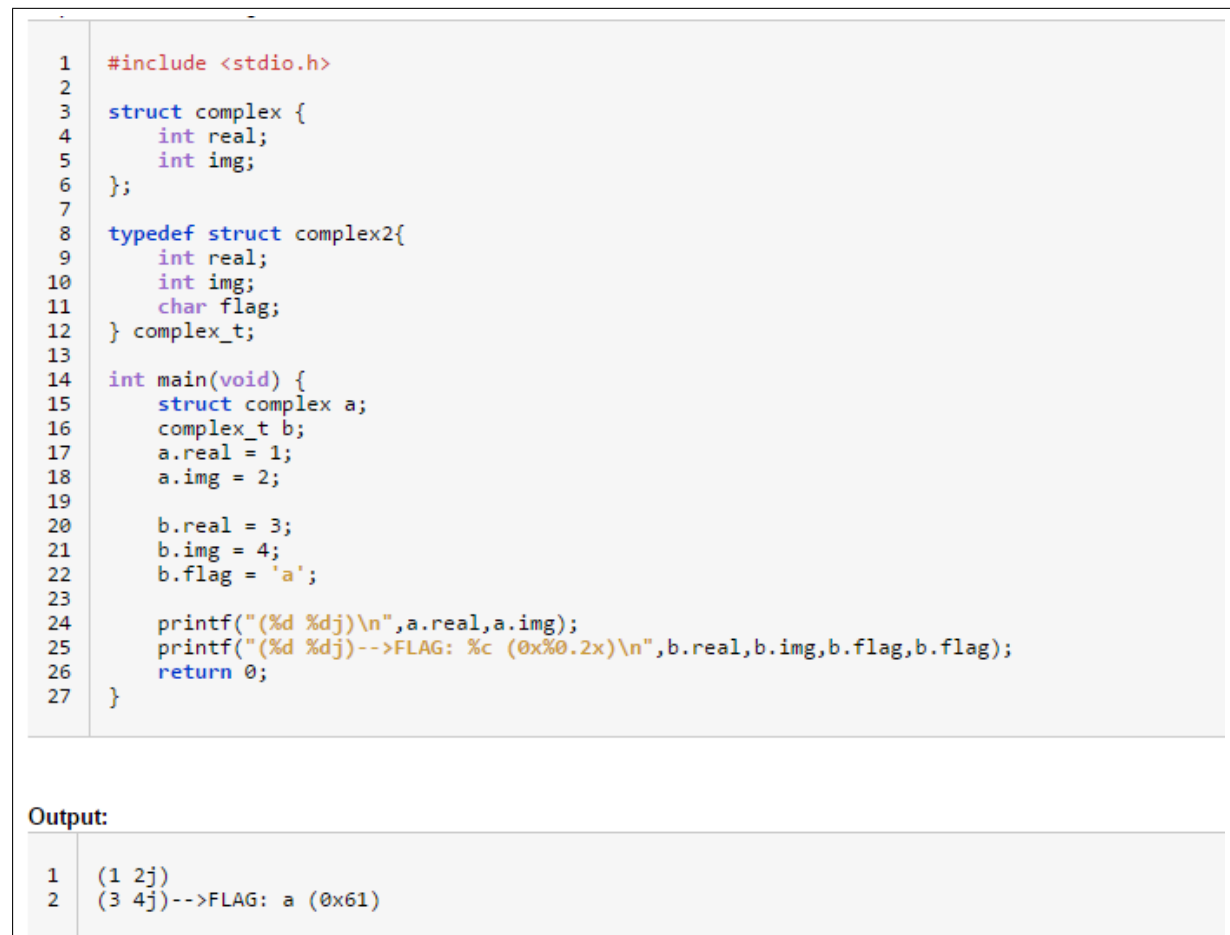 1 #include <stdio.h>
2
3 struct complex {
4     int real;
5     int img;
6 };
7
8 typedef struct complex2{
9     int real;
10     int img;
11     char flag;
12 } complex_t;
13
14 int main(void) {
15     struct complex a;
16     complex_t b;
17     a.real = 1;
18     a.img = 2;
19
20     b.real = 3;
21     b.img = 4;
22     b.flag = 'a';
23
24     printf("(%d %dj)\n",a.real,a.img);
25     printf("(%d %dj)-->FLAG: %c (0x%0.2x)\n",b.real,b.img,b.flag,b.flag);
26     return 0;
27 }
Output:
1 (1 2j)
2 (3 4j)-->FLAG: a (0x61)